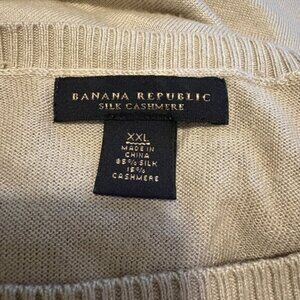 BANANA REPUBLIC
SILK CASHMERE
XXL
MADE IN
CHINA
85% SILK
15%
CASHMERE